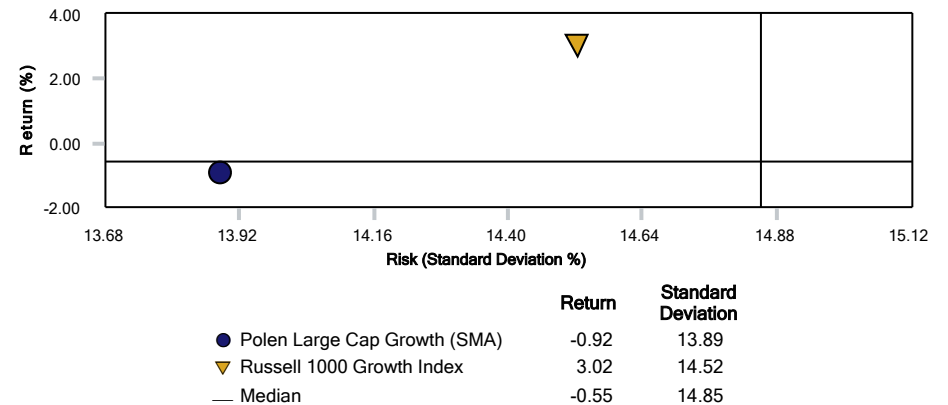 4.00
2.00
0.00
-2.00
Return (%)
13.68 13.92 14.16 14.40 14.64 14.88 15.12
Risk (Standard Deviation %)
Return Standard Deviation
Polen Large Cap Growth (SMA) -0.92 13.89
Russell 1000 Growth Index 3.02 14.52
Median -0.55 14.85